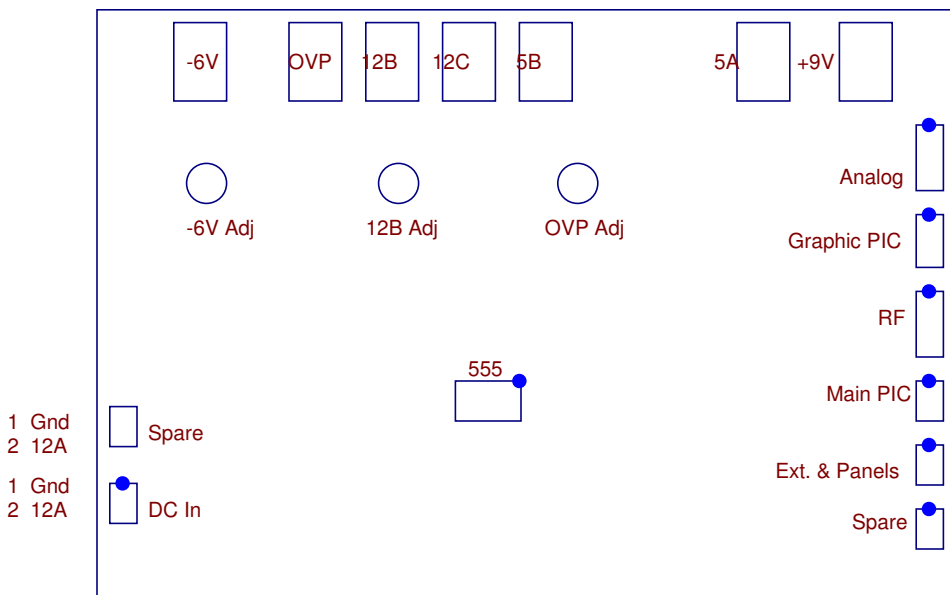 -6V OVP 12B 12C 5B 5A +9V
Analog
-6V Adj 12B Adj OVP Adj
Graphic PIC
RF
555
Main PIC
1 Gnd
2 12A
Spare
Ext. & Panels
1 Gnd
2 12A
DC In
Spare